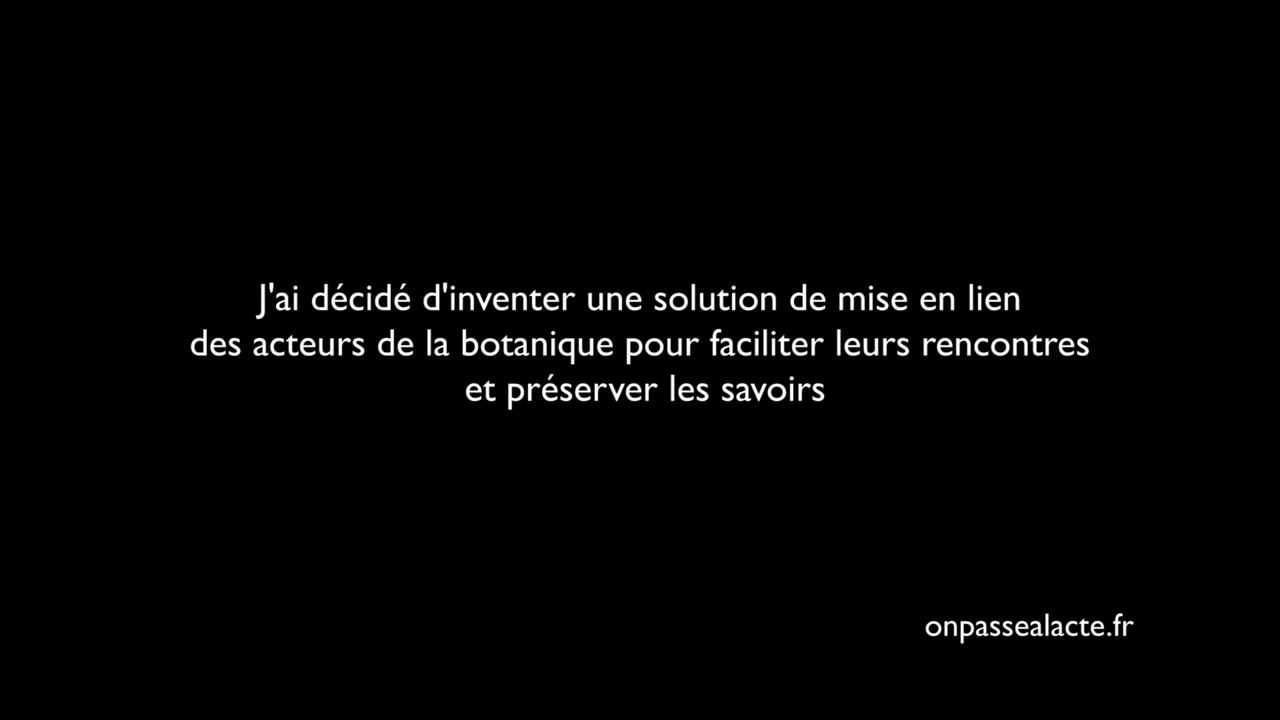 J'ai décidé d'inventer une solution de mise en lien
des acteurs de la botanique pour faciliter leurs rencontres
et préserver les savoirs
onpassealacte.fr